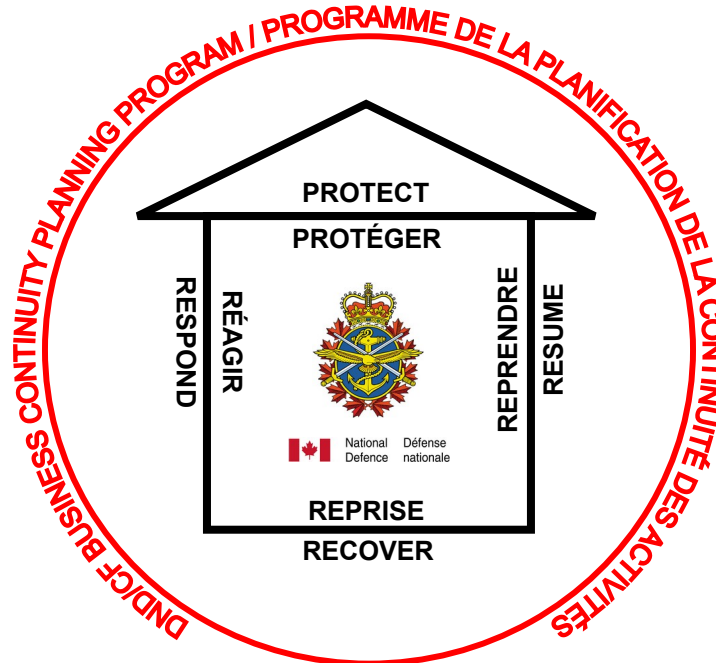 DND/CF BUSINESS CONTINUITY PLANNING PROGRAM / PROGRAMME DE LA PLANIFICATION DE LA CONTINUITÉ DES ACTIVITÉS
PROTECT
PROTÉGER
RESPOND
RÉAGIR
REPRENDRE
RESUME
National Défense
Defence nationale
REPRISE
RECOVER